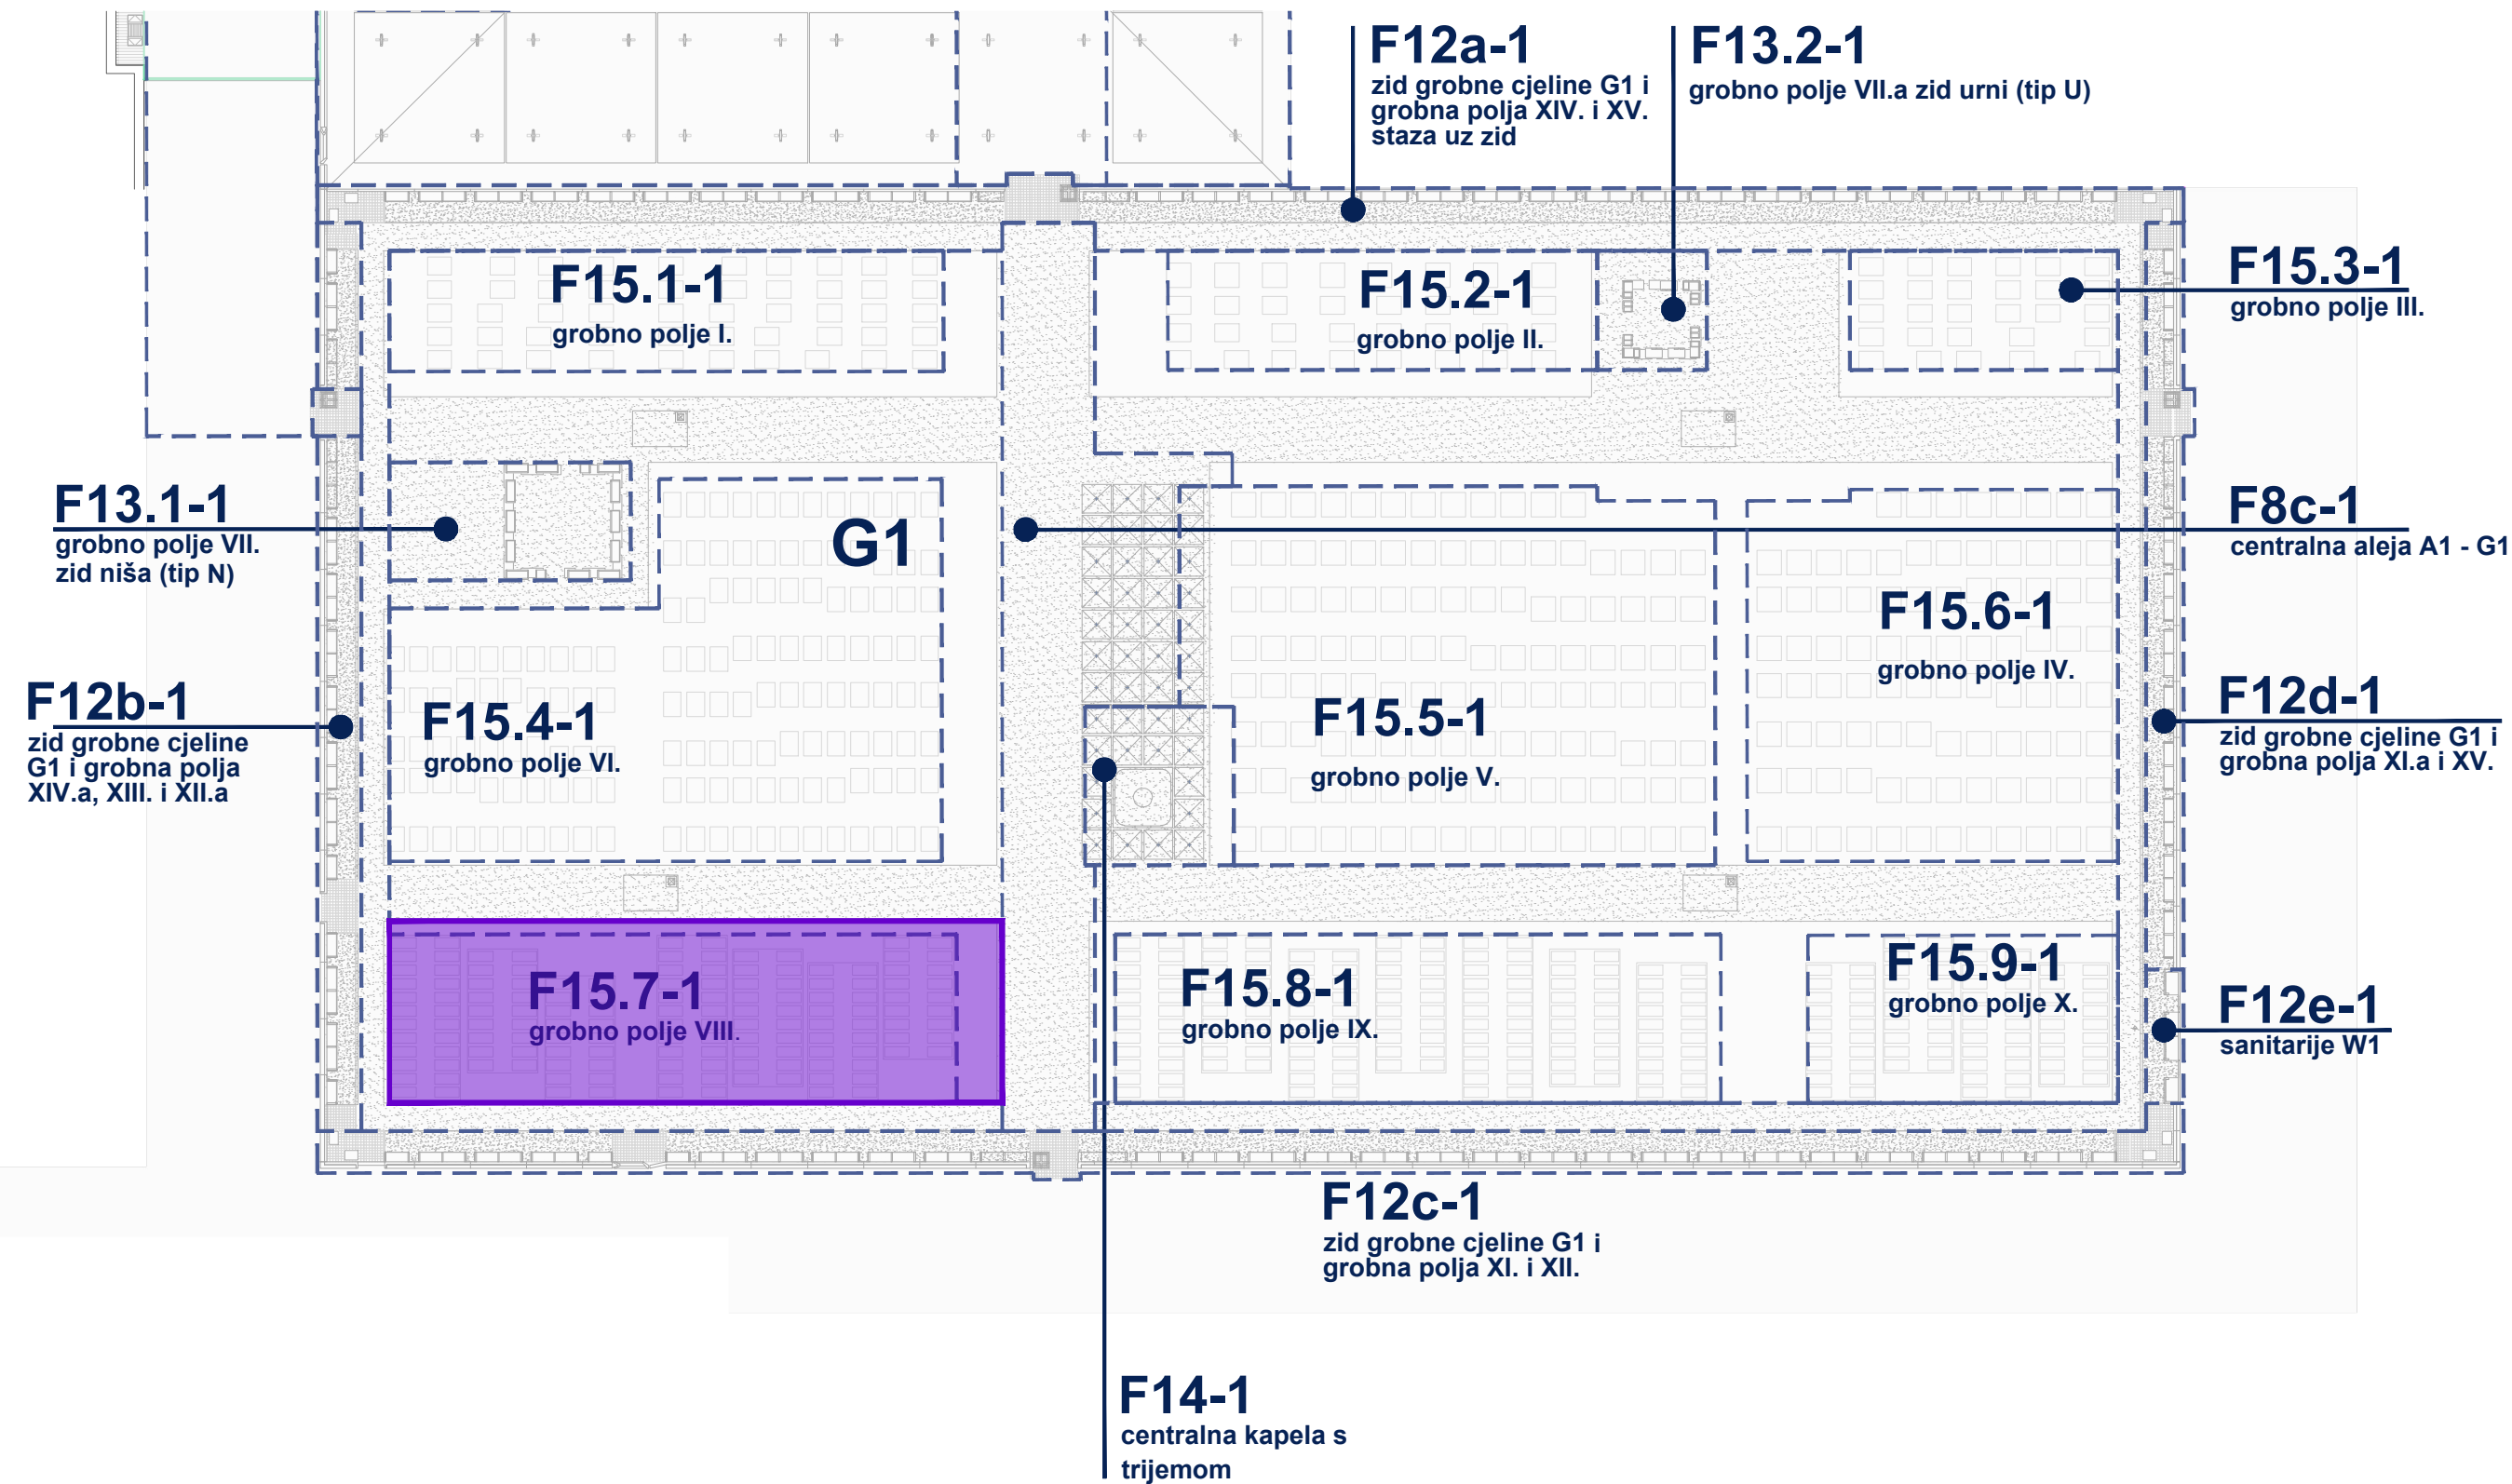 F12a-1
zid grobne cjeline G1 i
grobna polja XIV. i XV.
staza uz zid
F13.2-1
grobno polje VII.a zid urni (tip U)
F15.1-1
grobno polje I.
F15.2-1
grobno polje II.
F15.3-1
grobno polje III.
F13.1-1
grobno polje VII.
zid niša (tip N)
G1
F8c-1
centralna aleja A1 - G1
F15.6-1
grobno polje IV.
F12b-1
zid grobne cjeline
G1 i grobna polja
XIV.a, XIII. i XII.a
F15.4-1
grobno polje VI.
F15.5-1
grobno polje V.
F12d-1
zid grobne cjeline G1 i
grobna polja XI.a i XV.
F15.7-1
grobno polje VIII.
F15.8-1
grobno polje IX.
F15.9-1
grobno polje X.
F12e-1
sanitarije W1
F12c-1
zid grobne cjeline G1 i
grobna polja XI. i XII.
F14-1
centralna kapela s
trijemom